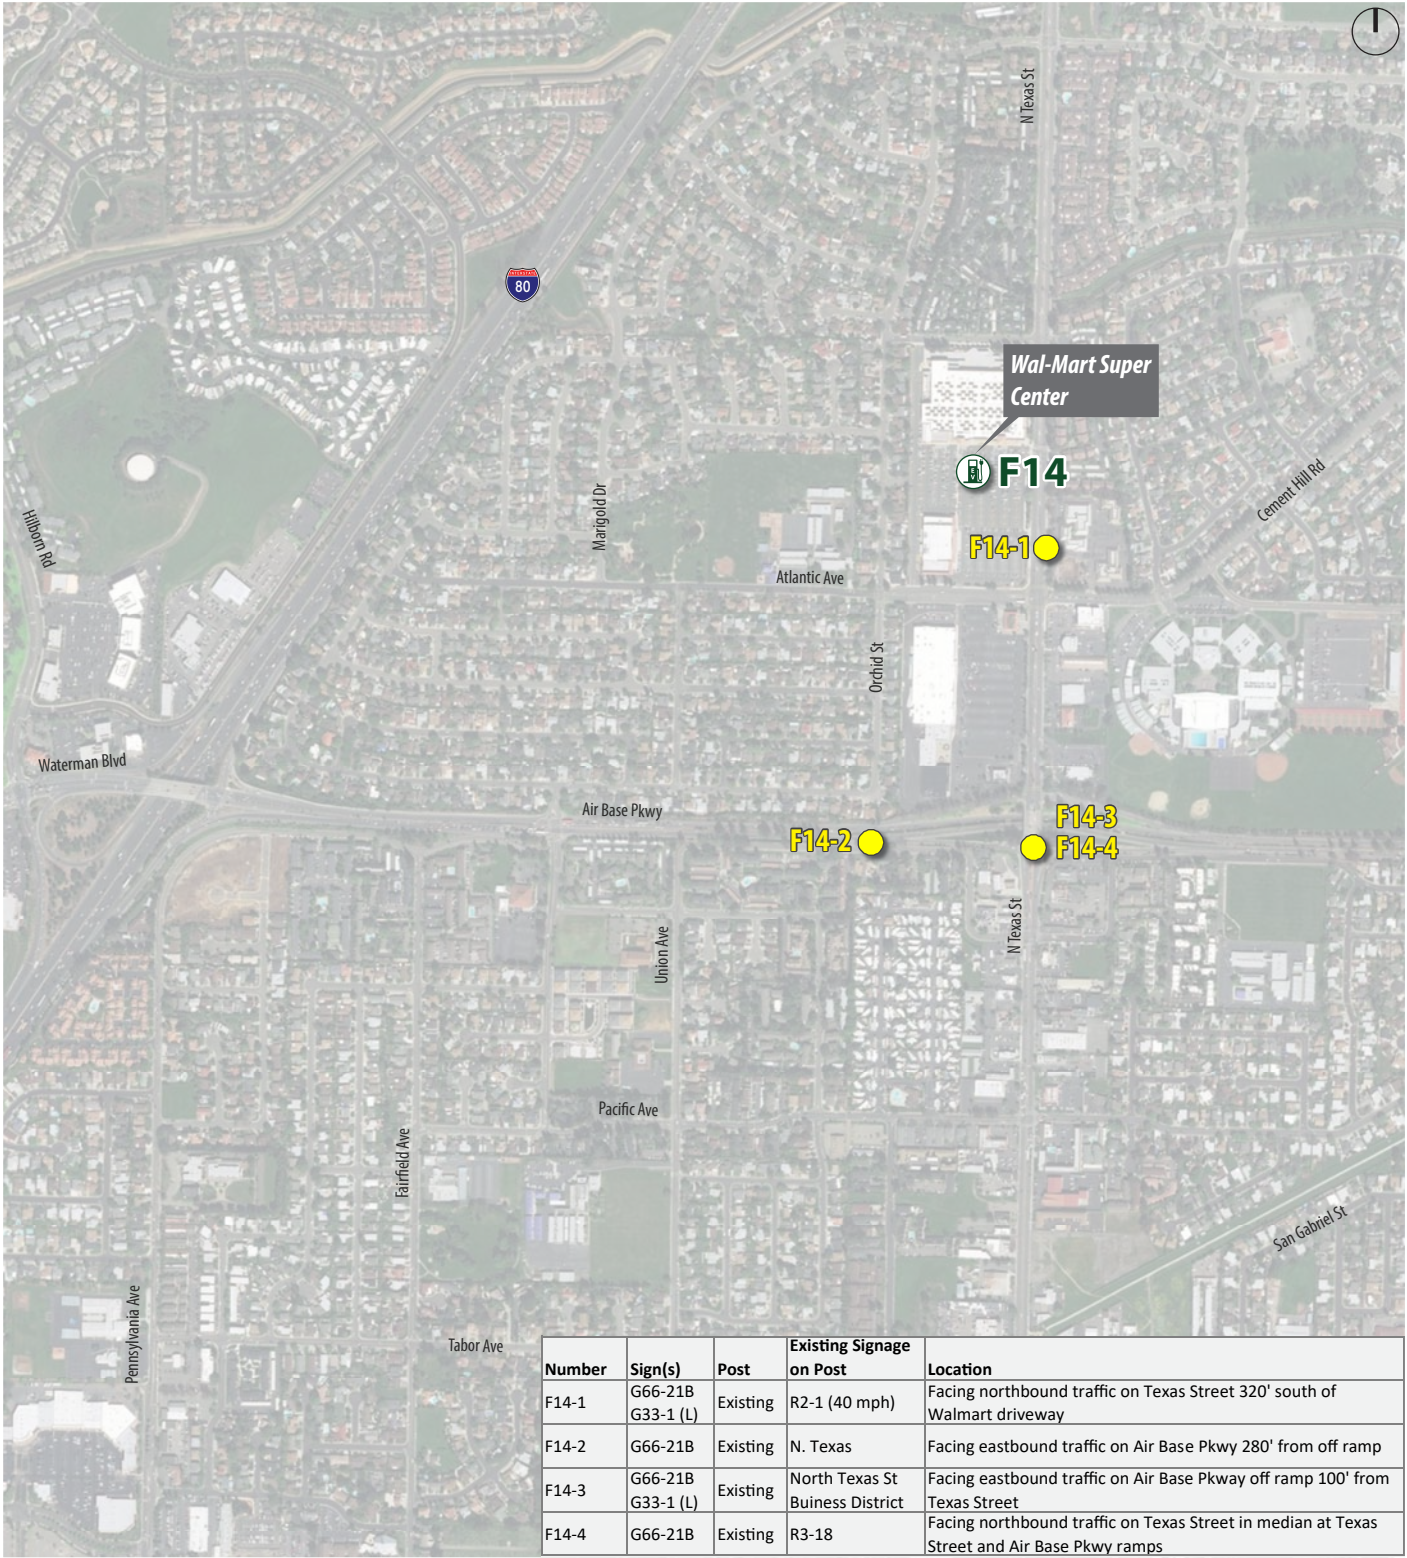 N Texas St
INTERSTATE
80
Wal-Mart Super
Center
EV
F14
Cement Hill Rd
Marigold Dr
Hilborn Rd
F14-1
Atlantic Ave
Orchid St
Waterman Blvd
Air Base Pkwy
F14-2
F14-3
F14-4
N Texas St
Union Ave
Pacific Ave
Fairfield Ave
San Gabriel St
Pennsylvania Ave
Tabor Ave
Number Sign(s) Post Existing Signage on Post Location
F14-1 G66-21B G33-1 (L) Existing R2-1 (40 mph) Facing northbound traffic on Texas Street 320' south of Walmart driveway
F14-2 G66-21B Existing N. Texas Facing eastbound traffic on Air Base Pkwy 280' from off ramp
F14-3 G66-21B G33-1 (L) Existing North Texas St Buiness District Facing eastbound traffic on Air Base Pkway off ramp 100' from Texas Street
F14-4 G66-21B Existing R3-18 Facing northbound traffic on Texas Street in median at Texas Street and Air Base Pkwy ramps